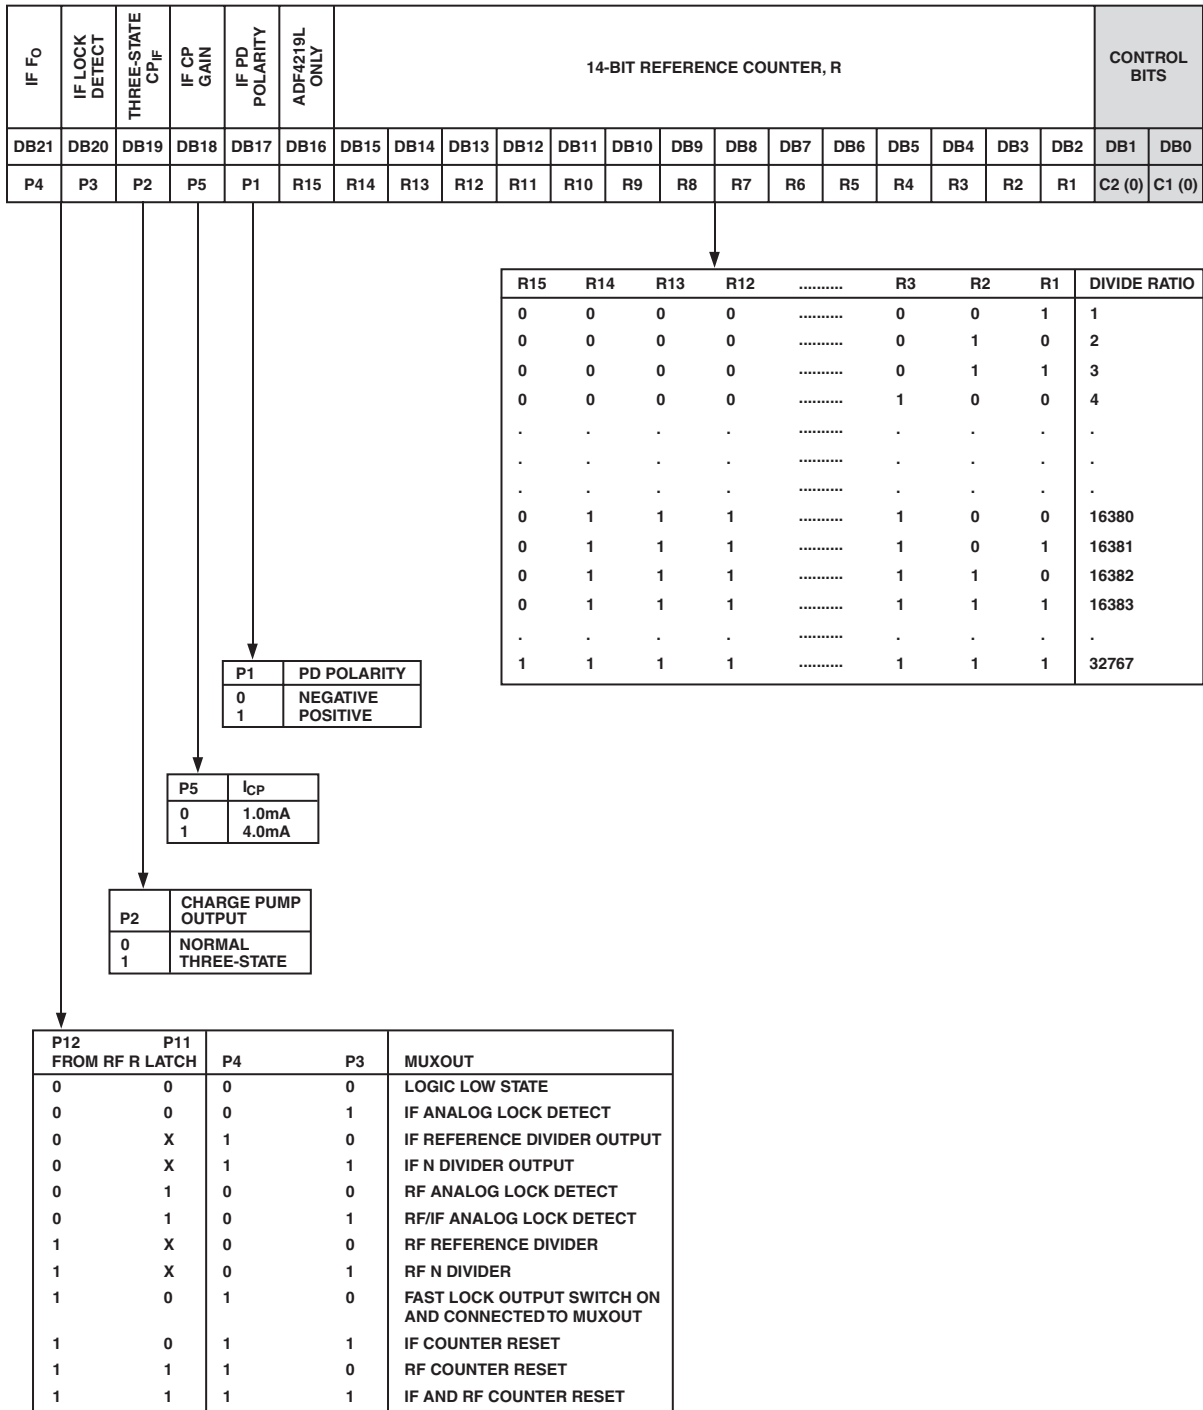 IF FO
IF LOCK DETECT
THREE-STATE CPIF
IF CP GAIN
IF PD POLARITY
ADF4219L ONLY
14-BIT REFERENCE COUNTER, R
CONTROL BITS
DB21 DB20 DB19 DB18 DB17 DB16 DB15 DB14 DB13 DB12 DB11 DB10 DB9 DB8 DB7 DB6 DB5 DB4 DB3 DB2 DB1 DB0
P4 P3 P2 P5 P1 R15 R14 R13 R12 R11 R10 R9 R8 R7 R6 R5 R4 R3 R2 R1 C2 (0) C1 (0)
R15 R14 R13 R12 .......... R3 R2 R1 DIVIDE RATIO
0 0 0 0 .......... 0 0 1 1
0 0 0 0 .......... 0 1 0 2
0 0 0 0 .......... 0 1 1 3
0 0 0 0 .......... 1 0 0 4
. . . . .......... . . . .
. . . . .......... . . . .
. . . . .......... . . . .
0 1 1 1 .......... 1 0 0 16380
0 1 1 1 .......... 1 0 1 16381
0 1 1 1 .......... 1 1 0 16382
0 1 1 1 .......... 1 1 1 16383
. . . . .......... . . . .
1 1 1 1 .......... 1 1 1 32767
P1 PD POLARITY
0 NEGATIVE
1 POSITIVE
P5 ICP
0 1.0mA
1 4.0mA
P2 CHARGE PUMP OUTPUT
0 NORMAL
1 THREE-STATE
P12 P11
FROM RF R LATCH P4 P3 MUXOUT
0 0 0 0 LOGIC LOW STATE
0 0 0 1 IF ANALOG LOCK DETECT
0 X 1 0 IF REFERENCE DIVIDER OUTPUT
0 X 1 1 IF N DIVIDER OUTPUT
0 1 0 0 RF ANALOG LOCK DETECT
0 1 0 1 RF/IF ANALOG LOCK DETECT
1 X 0 0 RF REFERENCE DIVIDER
1 X 0 1 RF N DIVIDER
1 0 1 0 FAST LOCK OUTPUT SWITCH ON
AND CONNECTED TO MUXOUT
1 0 1 1 IF COUNTER RESET
1 1 1 0 RF COUNTER RESET
1 1 1 1 IF AND RF COUNTER RESET